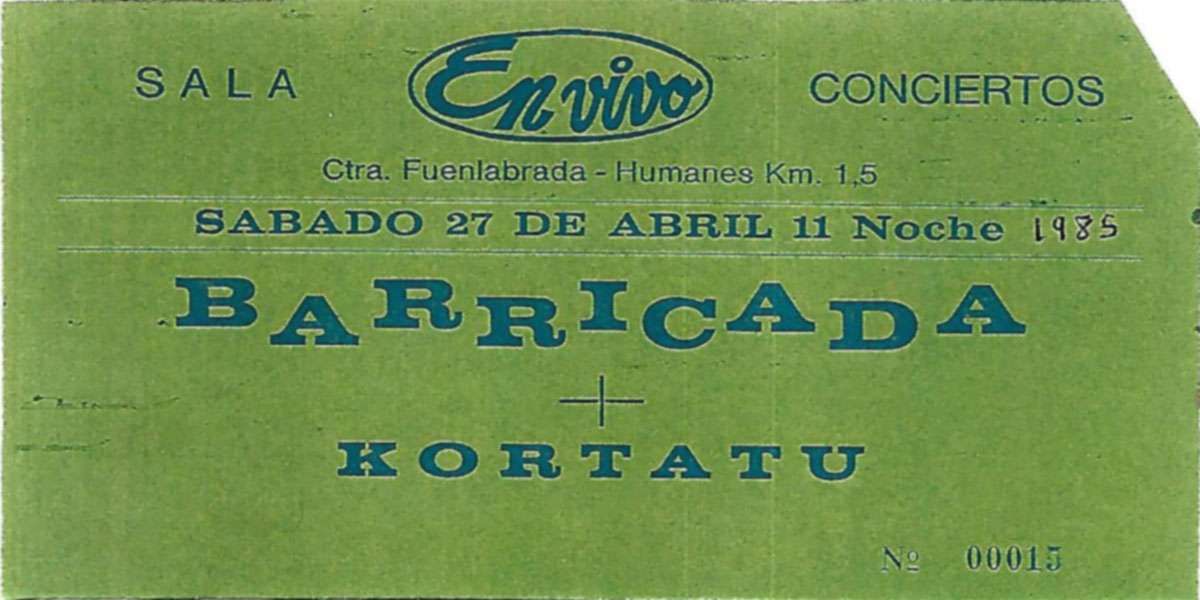 SALA En vivo CONCIERTOS
Ctra. Fuenlabrada - Humanes Km. 1,5
SABADO 27 DE ABRIL 11 Noche 1985
BARRICADA
+
KORTATU
Nº 00015